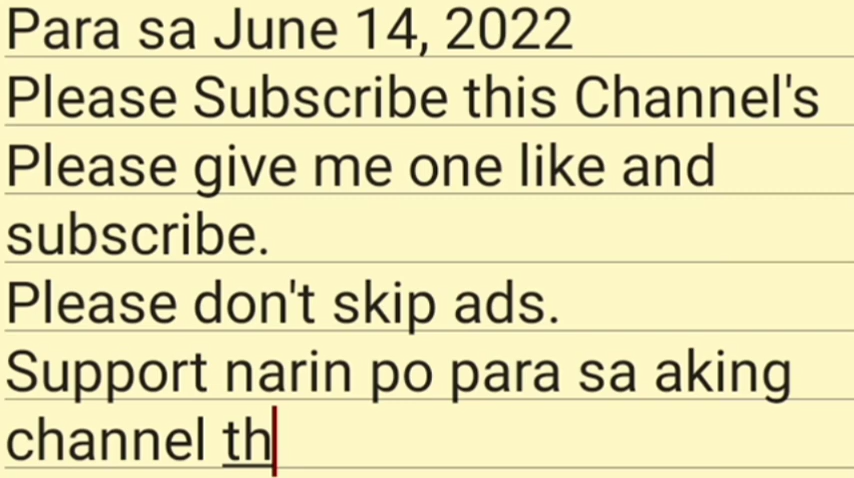 Para sa June 14, 2022
Please Subscribe this Channel's
Please give me one like and
subscribe.
Please don't skip ads.
Support narin po para sa aking
channel th